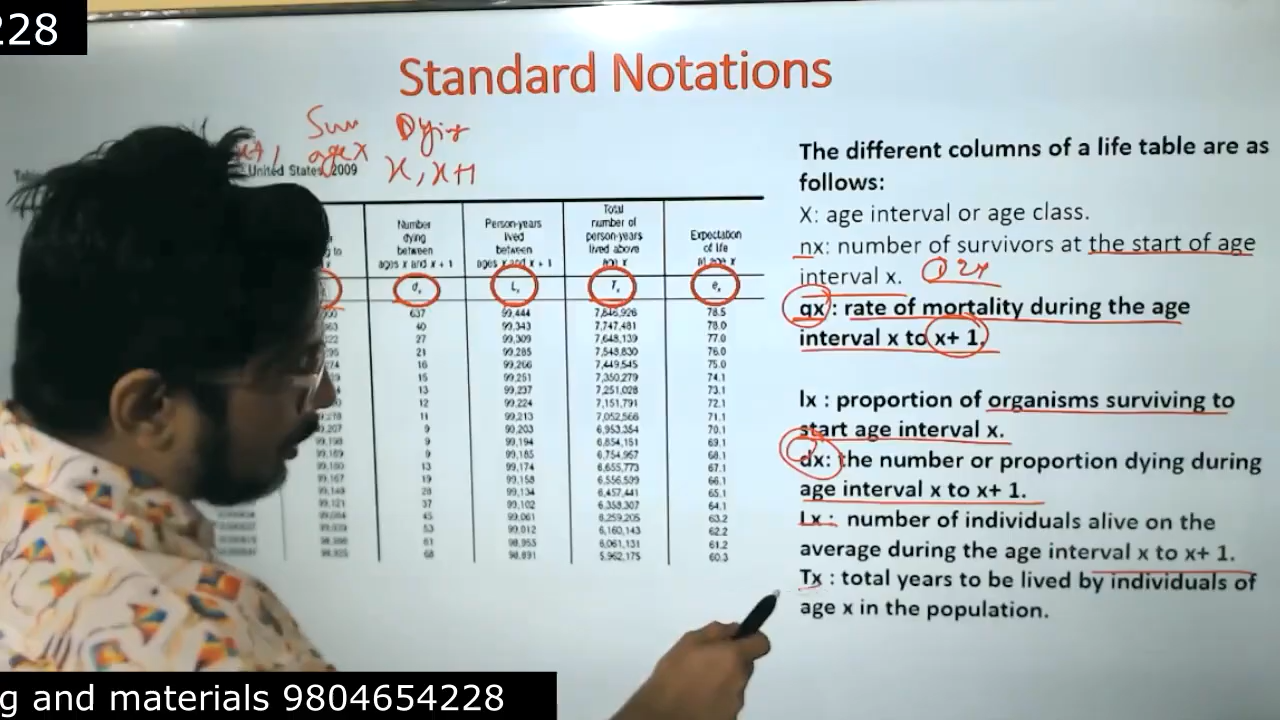 228
Standard Notations
Sur Dying
x+1, age x x, x+1
United States, 2009
Number dying between ages x and x + 1
Person-years lived between ages x and x + 1
Total number of person-years lived above age x
Expectation of life at age x
dx Lx Tx ex
637 99,444 7,846,926 78.5
40 99,343 7,747,481 78.0
27 99,309 7,648,139 77.0
21 99,285 7,548,830 76.0
16 99,266 7,449,545 75.0
15 99,251 7,350,279 74.1
13 99,237 7,251,028 73.1
12 99,224 7,151,791 72.1
11 99,213 7,052,566 71.1
9 99,203 6,953,354 70.1
9 99,194 6,854,151 69.1
9 99,185 6,754,957 68.1
13 99,174 6,655,773 67.1
19 99,158 6,556,599 66.1
28 99,134 6,457,441 65.1
37 99,102 6,358,307 64.1
45 99,061 6,259,205 63.2
53 99,012 6,160,143 62.2
61 98,955 6,061,131 61.2
68 98,891 5,962,175 60.3
The different columns of a life table are as
follows:
X: age interval or age class.
nx: number of survivors at the start of age
interval x.
qx : rate of mortality during the age
interval x to x+ 1.
lx : proportion of organisms surviving to
start age interval x.
dx: the number or proportion dying during
age interval x to x+ 1.
Lx : number of individuals alive on the
average during the age interval x to x+ 1.
Tx : total years to be lived by individuals of
age x in the population.
g and materials 9804654228